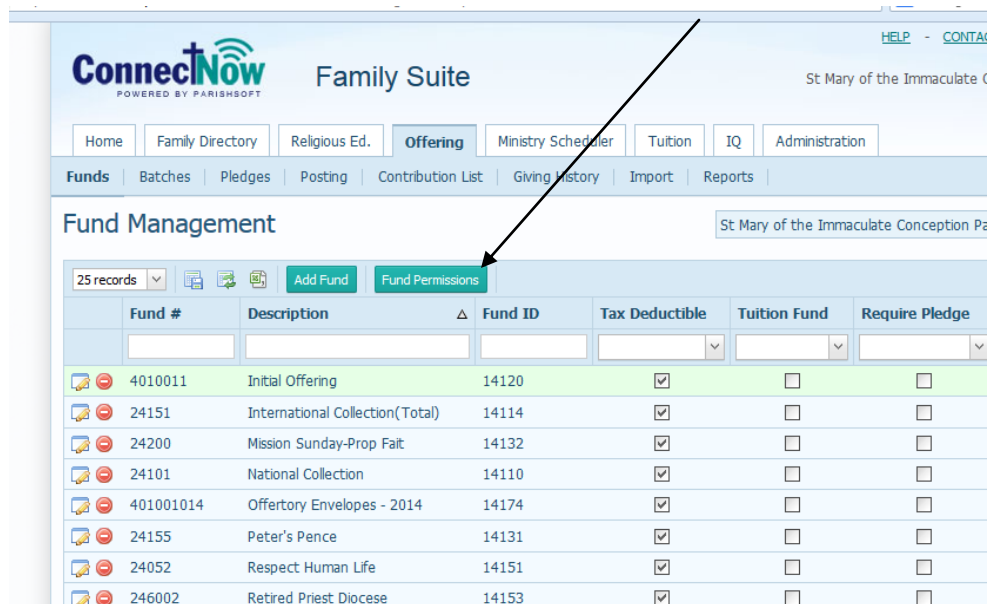 HELP - CONTAC
ConnectNow Family Suite
POWERED BY PARISHSOFT
St Mary of the Immaculate C
Home Family Directory Religious Ed. Offering Ministry Scheduler Tuition IQ Administration
Funds Batches Pledges Posting Contribution List Giving History Import Reports
Fund Management
St Mary of the Immaculate Conception Pa
25 records Add Fund Fund Permissions
Fund # Description Fund ID Tax Deductible Tuition Fund Require Pledge
4010011 Initial Offering 14120
24151 International Collection(Total) 14114
24200 Mission Sunday-Prop Fait 14132
24101 National Collection 14110
401001014 Offertory Envelopes - 2014 14174
24155 Peter's Pence 14131
24052 Respect Human Life 14151
246002 Retired Priest Diocese 14153